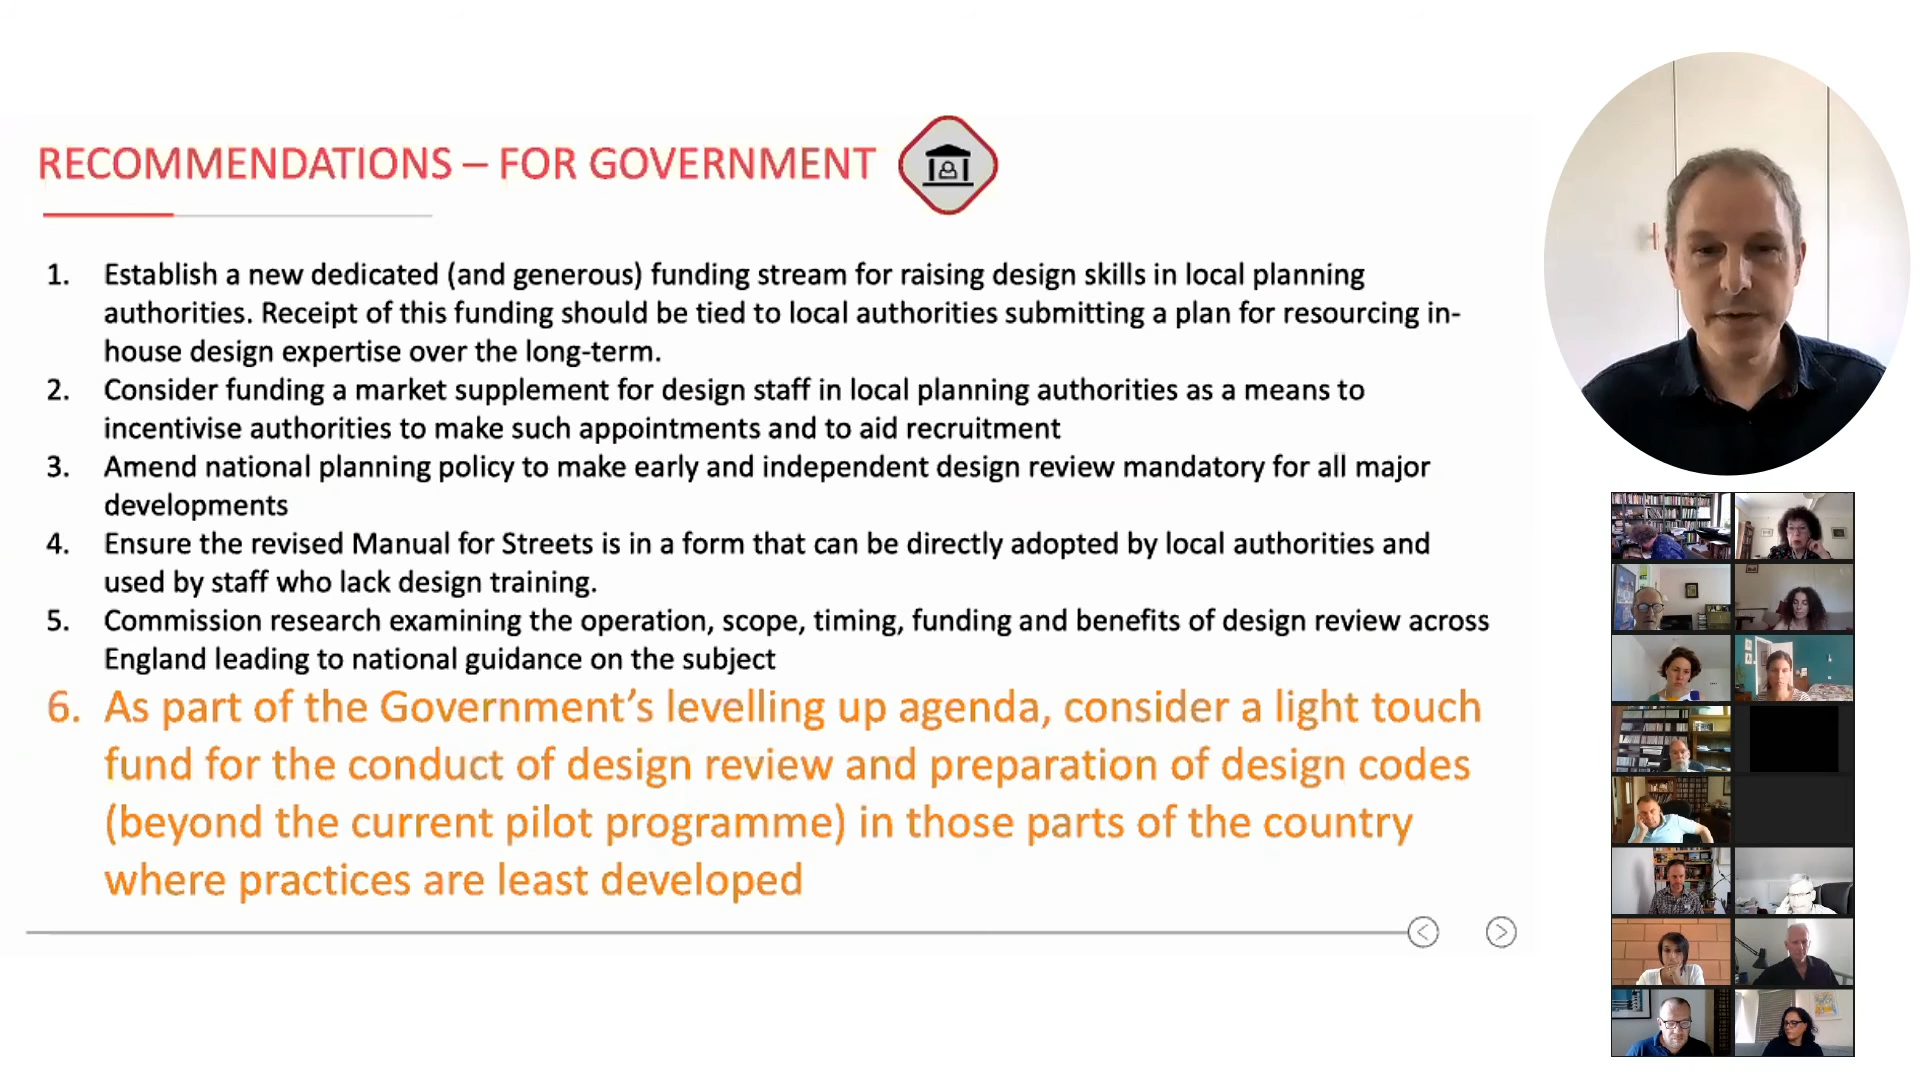 RECOMMENDATIONS – FOR GOVERNMENT
1. Establish a new dedicated (and generous) funding stream for raising design skills in local planning
authorities. Receipt of this funding should be tied to local authorities submitting a plan for resourcing in-
house design expertise over the long-term.
2. Consider funding a market supplement for design staff in local planning authorities as a means to
incentivise authorities to make such appointments and to aid recruitment
3. Amend national planning policy to make early and independent design review mandatory for all major
developments
4. Ensure the revised Manual for Streets is in a form that can be directly adopted by local authorities and
used by staff who lack design training.
5. Commission research examining the operation, scope, timing, funding and benefits of design review across
England leading to national guidance on the subject
6. As part of the Government’s levelling up agenda, consider a light touch
fund for the conduct of design review and preparation of design codes
(beyond the current pilot programme) in those parts of the country
where practices are least developed